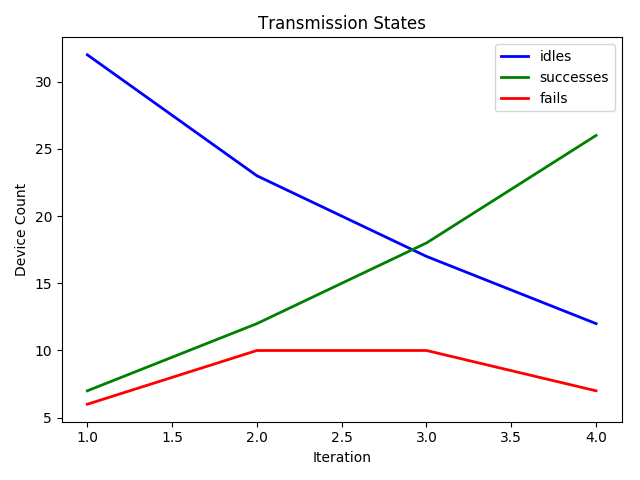 Transmission States
idles
successes
fails
30
25
20
15
10
5
Device Count
1.0
1.5
2.0
2.5
3.0
3.5
4.0
Iteration